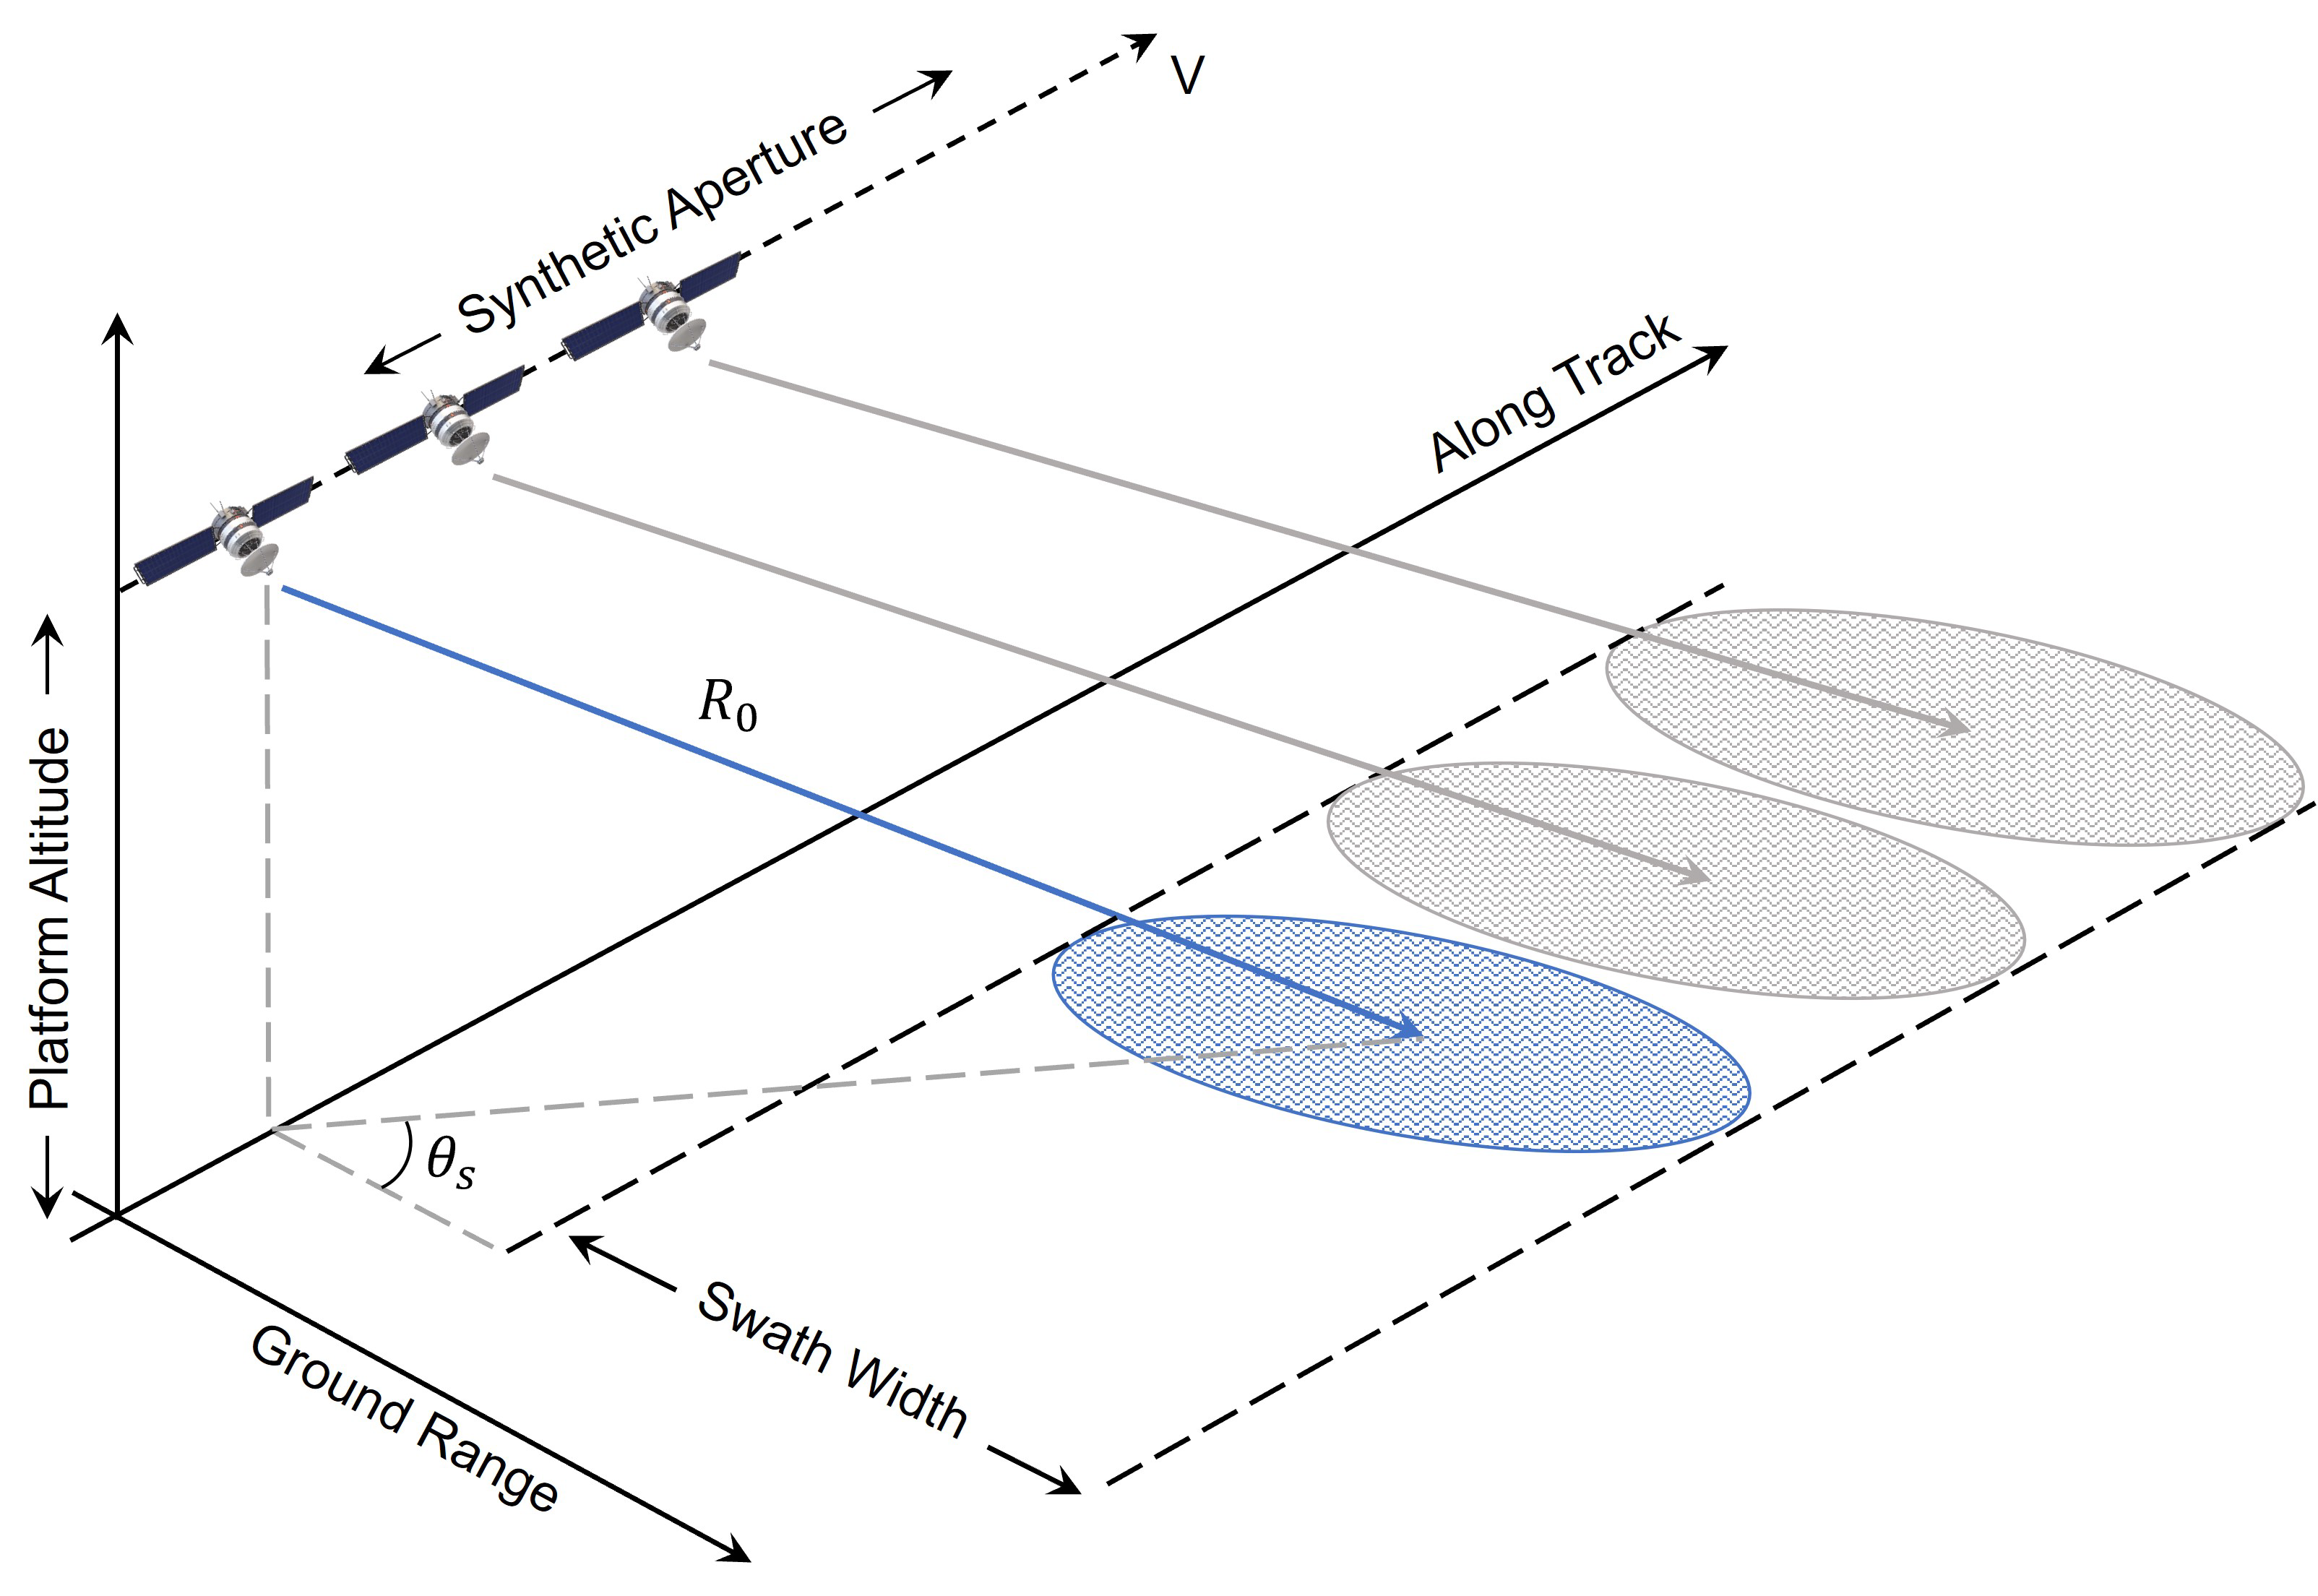 V
Synthetic Aperture
Along Track
R₀
Platform Altitude
θₛ
Swath Width
Ground Range